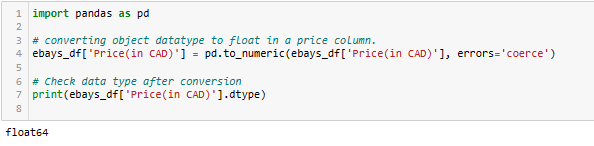 1 import pandas as pd
2
3 # converting object datatype to float in a price column.
4 ebays_df['Price(in CAD)'] = pd.to_numeric(ebays_df['Price(in CAD)'], errors='coerce')
5
6 # Check data type after conversion
7 print(ebays_df['Price(in CAD)'].dtype)
8
float64